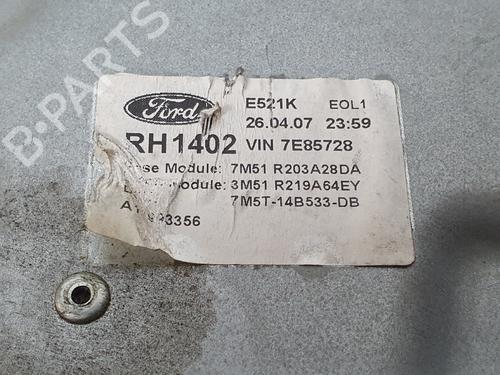 B-PARTS
Ford
E521K EOL1
26.04.07 23:59
RH1402 VIN 7E85728
Module: 7M51 R203A28DA
module: 3M51 R219A64EY
7M5T-14B533-DB